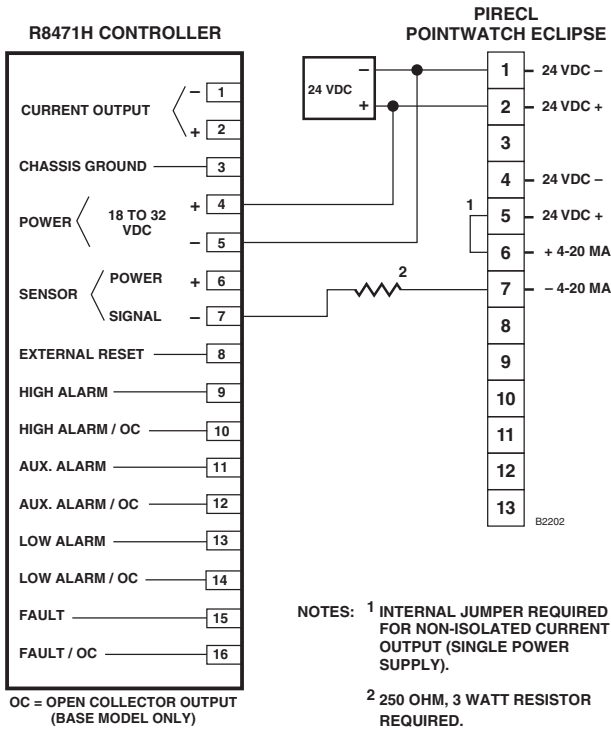 R8471H CONTROLLER
CURRENT OUTPUT
– 1
+ 2
CHASSIS GROUND 3
POWER 18 TO 32
VDC
+ 4
– 5
SENSOR
POWER + 6
SIGNAL – 7
EXTERNAL RESET 8
HIGH ALARM 9
HIGH ALARM / OC 10
AUX. ALARM 11
AUX. ALARM / OC 12
LOW ALARM 13
LOW ALARM / OC 14
FAULT 15
FAULT / OC 16
OC = OPEN COLLECTOR OUTPUT
(BASE MODEL ONLY)
24 VDC
–
+
1
2
PIRECL
POINTWATCH ECLIPSE
1 24 VDC –
2 24 VDC +
3
4 24 VDC –
5 24 VDC +
6 + 4-20 MA
7 – 4-20 MA
8
9
10
11
12
13
B2202
NOTES: 1 INTERNAL JUMPER REQUIRED
FOR NON-ISOLATED CURRENT
OUTPUT (SINGLE POWER
SUPPLY).
2 250 OHM, 3 WATT RESISTOR
REQUIRED.